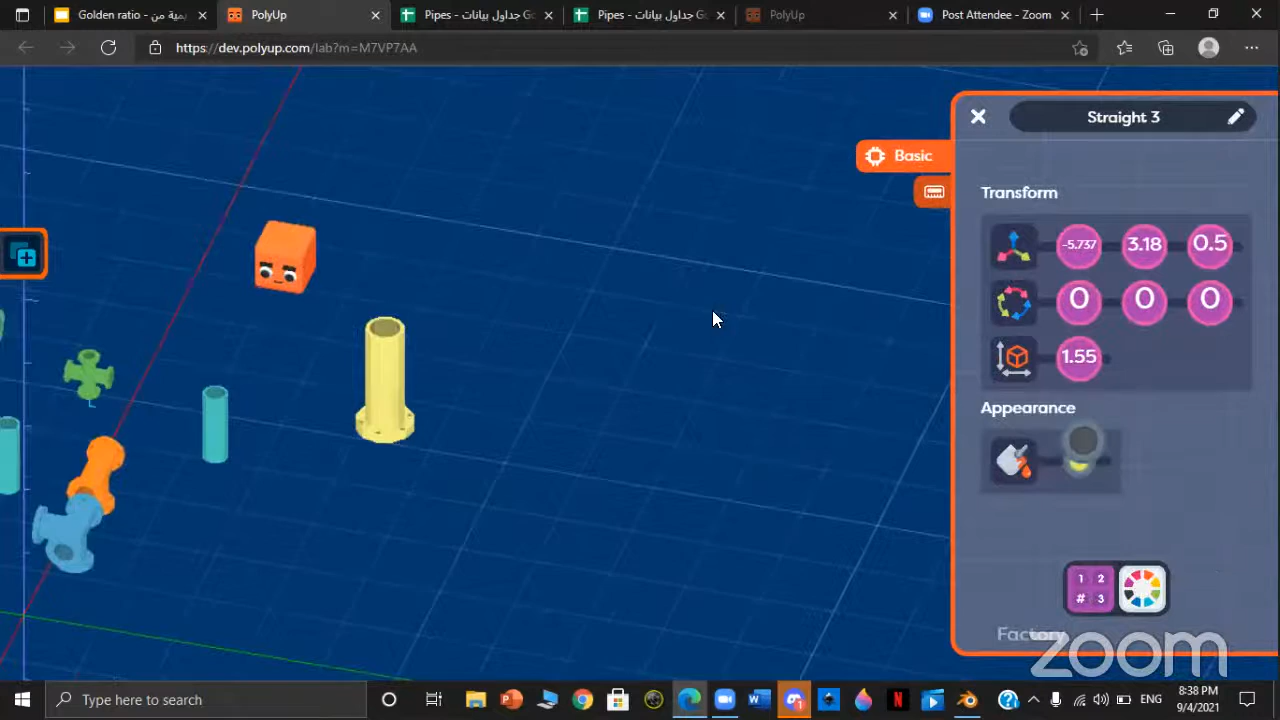 Golden ratio - يمية من
PolyUp
Pipes - جداول بيانات Go
Pipes - جداول بيانات Go
PolyUp
Post Attendee - Zoom
https://dev.polyup.com/lab?m=M7VP7AA
Straight 3
Basic
Transform
-5.737 3.18 0.5
0 0 0
1.55
Appearance
1 2
# 3
Factory
zoom
Type here to search
ENG
8:38 PM
9/4/2021